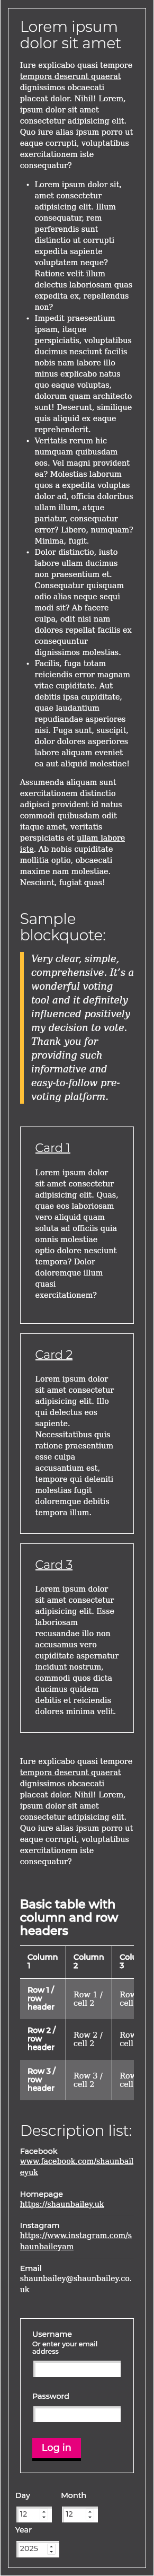 Lorem ipsum
dolor sit amet
Iure explicabo quasi tempore
tempora deserunt quaerat
dignissimos obcaecati
placeat dolor. Nihil! Lorem,
ipsum dolor sit amet
consectetur adipisicing elit.
Quo iure alias ipsum porro ut
eaque corrupti, voluptatibus
exercitationem iste
consequatur?
• Lorem ipsum dolor sit,
amet consectetur
adipisicing elit. Illum
consequatur, rem
perferendis sunt
distinctio ut corrupti
expedita sapiente
voluptatem neque?
Ratione velit illum
delectus laboriosam quas
expedita ex, repellendus
non?
• Impedit praesentium
ipsam, itaque
perspiciatis, voluptatibus
ducimus nesciunt facilis
nobis nam labore illo
minus explicabo natus
quo eaque voluptas,
dolorum quam architecto
sunt! Deserunt, similique
quis aliquid ex eaque
reprehenderit.
• Veritatis rerum hic
numquam quibusdam
eos. Vel magni provident
ea? Molestias laborum
quos a expedita voluptas
dolor ad, officia doloribus
ullam illum, atque
pariatur, consequatur
error? Libero, numquam?
Minima, fugit.
• Dolor distinctio, iusto
labore ullam ducimus
non praesentium et.
Consequatur quisquam
odio alias neque sequi
modi sit? Ab facere
culpa, odit nisi nam
dolores repellat facilis ex
consequuntur
dignissimos molestias.
• Facilis, fuga totam
reiciendis error magnam
vitae cupiditate. Aut
debitis ipsa cupiditate,
quae laudantium
repudiandae asperiores
nisi. Fuga sunt, suscipit,
dolor dolores asperiores
labore aliquam eveniet
ea aut aliquid molestiae!
Assumenda aliquam sunt
exercitationem distinctio
adipisci provident id natus
commodi quibusdam odit
itaque amet, veritatis
perspiciatis et ullam labore
iste. Ab nobis cupiditate
mollitia optio, obcaecati
maxime nam molestiae.
Nesciunt, fugiat quas!
Sample
blockquote:
Very clear, simple,
comprehensive. It's a
wonderful voting
tool and it definitely
influenced positively
my decision to vote.
Thank you for
providing such
informative and
easy-to-follow pre-
voting platform.
Card 1
Lorem ipsum dolor
sit amet consectetur
adipisicing elit. Quas,
quae eos laboriosam
vero aliquid quam
soluta ad officiis quia
omnis molestiae
optio dolore nesciunt
tempora? Dolor
doloremque illum
quasi
exercitationem?
Card 2
Lorem ipsum dolor
sit amet consectetur
adipisicing elit. Illo
qui delectus eos
sapiente.
Necessitatibus quis
ratione praesentium
esse culpa
accusantium est,
tempore qui deleniti
molestias fugit
doloremque debitis
tempora illum.
Card 3
Lorem ipsum dolor
sit amet consectetur
adipisicing elit. Esse
laboriosam
recusandae illo non
accusamus vero
cupiditate aspernatur
incidunt nostrum,
commodi quos dicta
ducimus quidem
debitis et reiciendis
dolores minima velit.
Iure explicabo quasi tempore
tempora deserunt quaerat
dignissimos obcaecati
placeat dolor. Nihil! Lorem,
ipsum dolor sit amet
consectetur adipisicing elit.
Quo iure alias ipsum porro ut
eaque corrupti, voluptatibus
exercitationem iste
consequatur?
Basic table with
column and row
headers
Column 1 Column 2 Colu 3
Row 1 / row header Row 1 / cell 2 Row cell
Row 2 / row header Row 2 / cell 2 Row cell
Row 3 / row header Row 3 / cell 2 Row cell
Description list:
Facebook
www.facebook.com/shaunbail
eyuk
Homepage
https://shaunbailey.uk
Instagram
https://www.instagram.com/s
haunbaileyam
Email
shaunbailey@shaunbailey.co.
uk
Username
Or enter your email
address
Password
Log in
Day Month
12 12
Year
2025